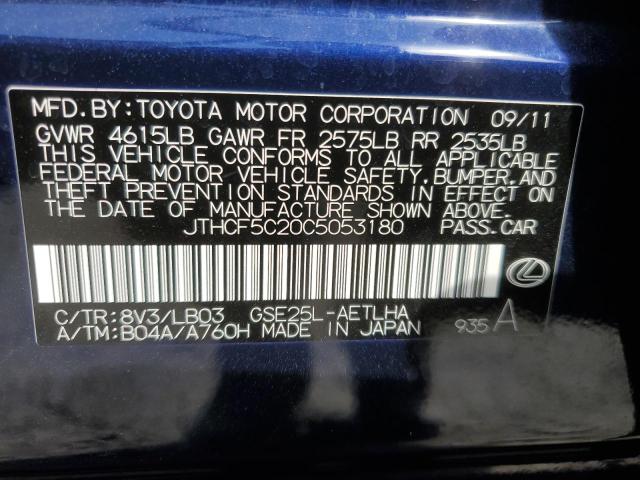 MFD.BY:TOYOTA MOTOR CORPORATION 09/11
GVWR 4615LB GAWR FR 2575LB RR 2535LB
THIS VEHICLE CONFORMS TO ALL APPLICABLE
FEDERAL MOTOR VEHICLE SAFETY,BUMPER,AND
THEFT PREVENTION STANDARDS IN EFFECT ON
THE DATE OF MANUFACTURE SHOWN ABOVE.
JTHCF5C20C5053180 PASS.CAR
C/TR:8V3/LB03 GSE25L-AETLHA
A/TM:B04A/A760H MADE IN JAPAN 935 A